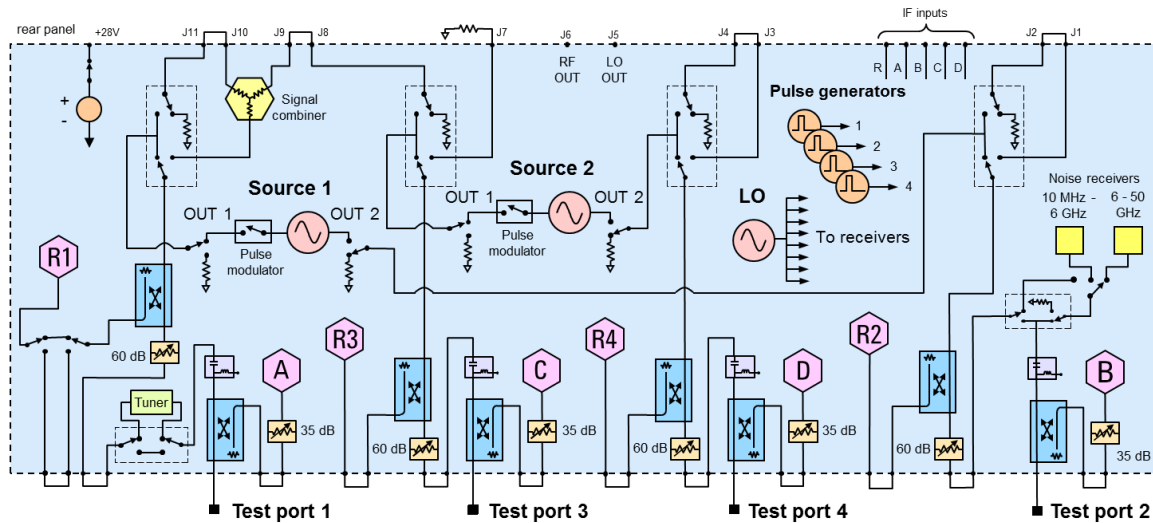 rear panel
+28V
J11 J10 J9 J8 J7 J6 J5 J4 J3 J2 J1
IF inputs
R A B C D
RF OUT
LO OUT
+
-
Signal
combiner
Pulse generators
1
2
3
4
Source 1
OUT 1
OUT 2
Pulse
modulator
Source 2
OUT 1
OUT 2
Pulse
modulator
LO
To receivers
Noise receivers
10 MHz -
6 GHz
6 - 50
GHz
R1
60 dB
Tuner
A
35 dB
R3
60 dB
C
35 dB
R4
60 dB
D
35 dB
R2
60 dB
B
35 dB
Test port 1
Test port 3
Test port 4
Test port 2